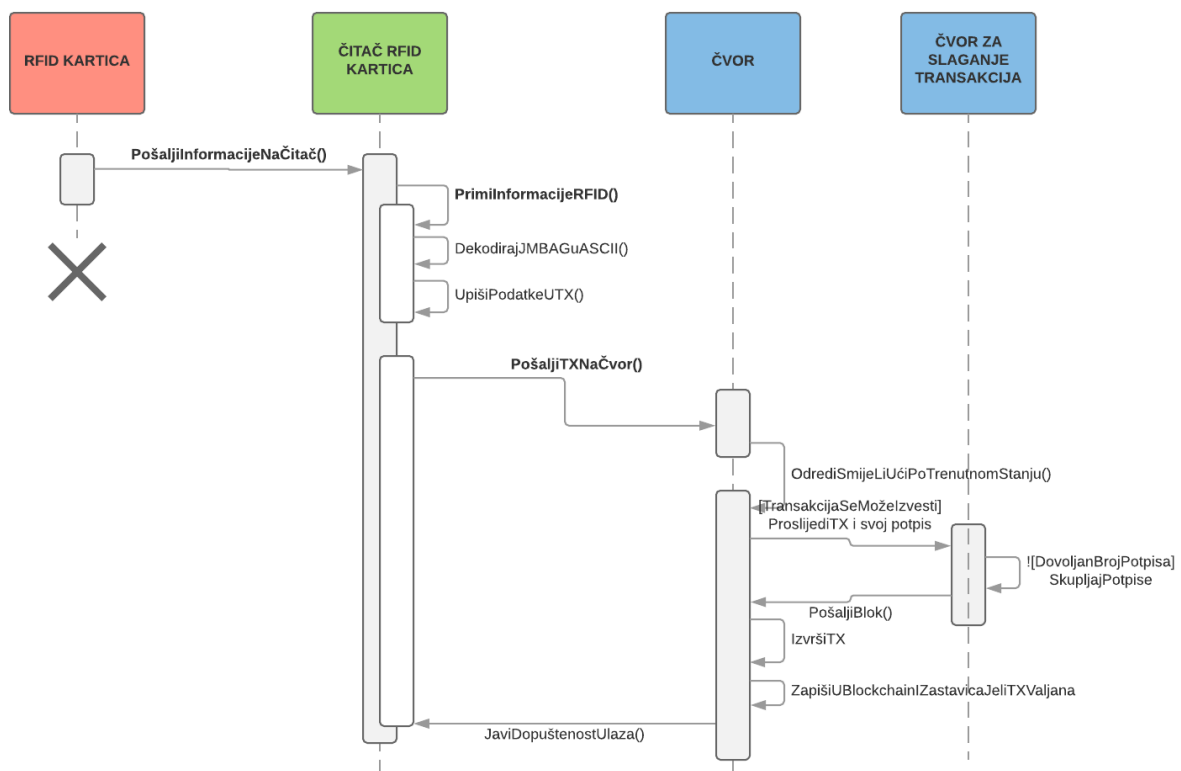 RFID KARTICA
ČITAČ RFID
KARTICA
ČVOR
ČVOR ZA
SLAGANJE
TRANSAKCIJA
PošaljiInformacijeNaČitač()
PrimiInformacijeRFID()
DekodirajJMBAGuASCII()
UpišiPodatkeUTX()
PošaljiTXNaČvor()
OdrediSmijeLiUćiPoTrenutnomStanju()
[TransakcijaSeMožeIzvesti]
ProslijediTX i svoj potpis
![DovoljanBrojPotpisa]
SkupljajPotpise
PošaljiBlok()
IzvršiTX
ZapišiUBlockchainIZastavicaJeliTXValjana
JaviDopuštenostUlaza()